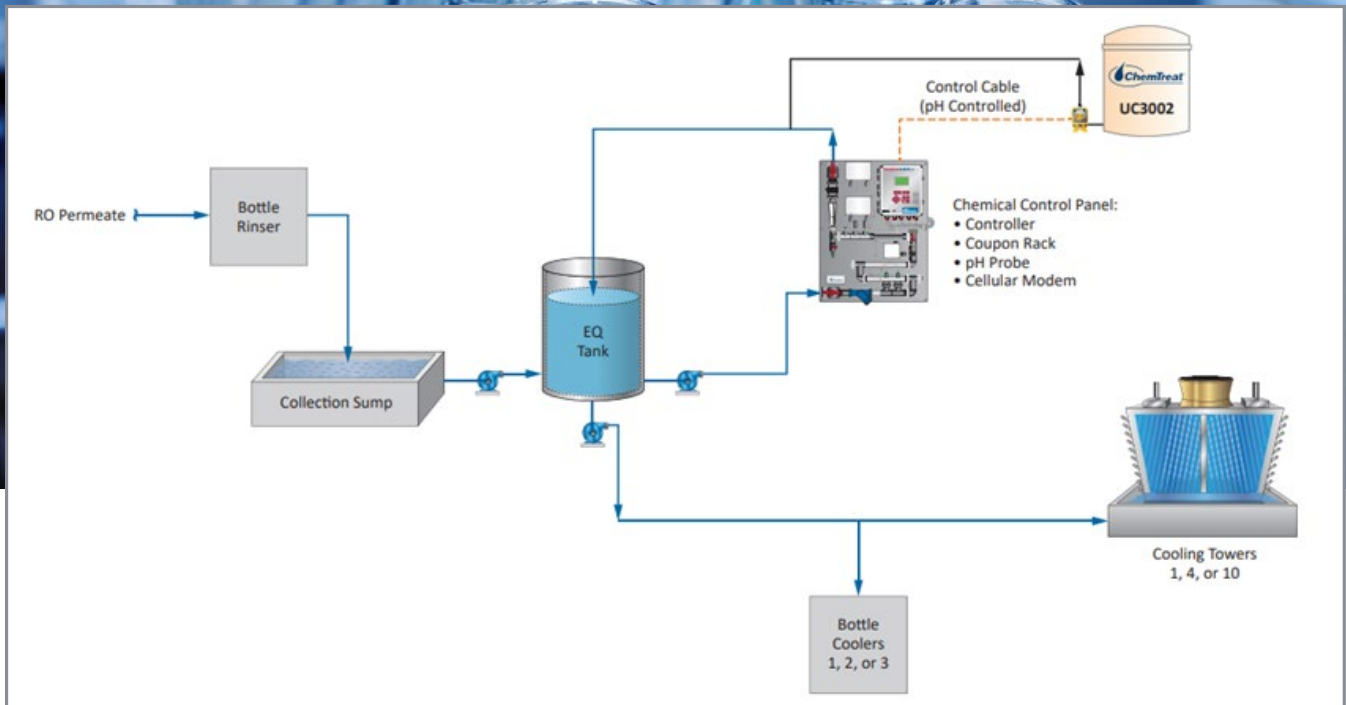 ChemTreat
UC3002
Control Cable
(pH Controlled)
RO Permeate
Bottle
Rinser
Chemical Control Panel:
• Controller
• Coupon Rack
• pH Probe
• Cellular Modem
EQ
Tank
Collection Sump
Cooling Towers
1, 4, or 10
Bottle
Coolers
1, 2, or 3